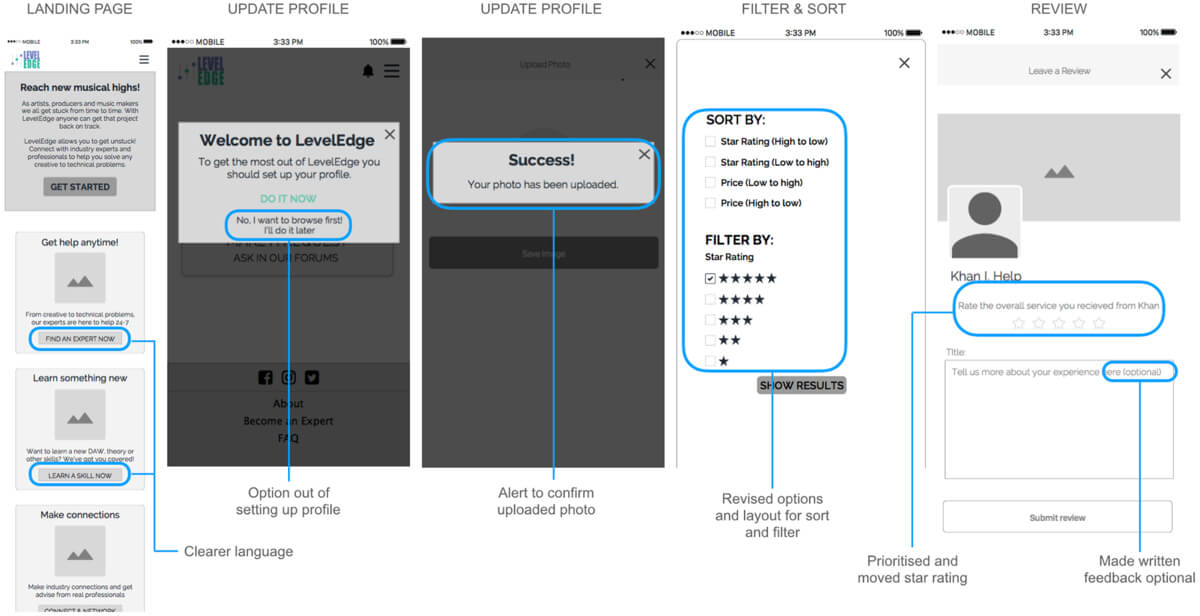 LANDING PAGE
UPDATE PROFILE
UPDATE PROFILE
FILTER & SORT
REVIEW
MOBILE 3:33 PM 100%
LEVEL
EDGE
Reach new musical highs!
As artists, producers and music makers
we all get stuck from time to time. With
LevelEdge anyone can get that project
back on track.
LevelEdge allows you to get unstuck!
Connect with industry experts and
professionals to help you solve any
creative to technical problems.
GET STARTED
Get help anytime!
From creative to technical problems,
our experts are here to help 24-7
FIND AN EXPERT NOW
Learn something new
Want to learn a new DAW, theory or
other skills? We've got you covered!
LEARN A SKILL NOW
Make connections
Make industry connections and get
advise from real professionals
CONNECT & NETWORK
Clearer language
MOBILE 3:33 PM 100%
LEVEL
EDGE
Welcome to LevelEdge
To get the most out of LevelEdge you
should set up your profile.
DO IT NOW
No, I want to browse first!
I'll do it later
MAKE A REQUEST
ASK IN OUR FORUMS
About
Become an Expert
FAQ
Option out of
setting up profile
Upload Photo
Success!
Your photo has been uploaded.
Save Image
Alert to confirm
uploaded photo
MOBILE 3:33 PM 100%
SORT BY:
Star Rating (High to low)
Star Rating (Low to high)
Price (Low to high)
Price (High to low)
FILTER BY:
Star Rating
SHOW RESULTS
Revised options
and layout for sort
and filter
MOBILE 3:33 PM 100%
Leave a Review
Khan I. Help
Rate the overall service you recieved from Khan
Title:
Tell us more about your experience here (optional)
Submit review
Prioritised and
moved star rating
Made written
feedback optional